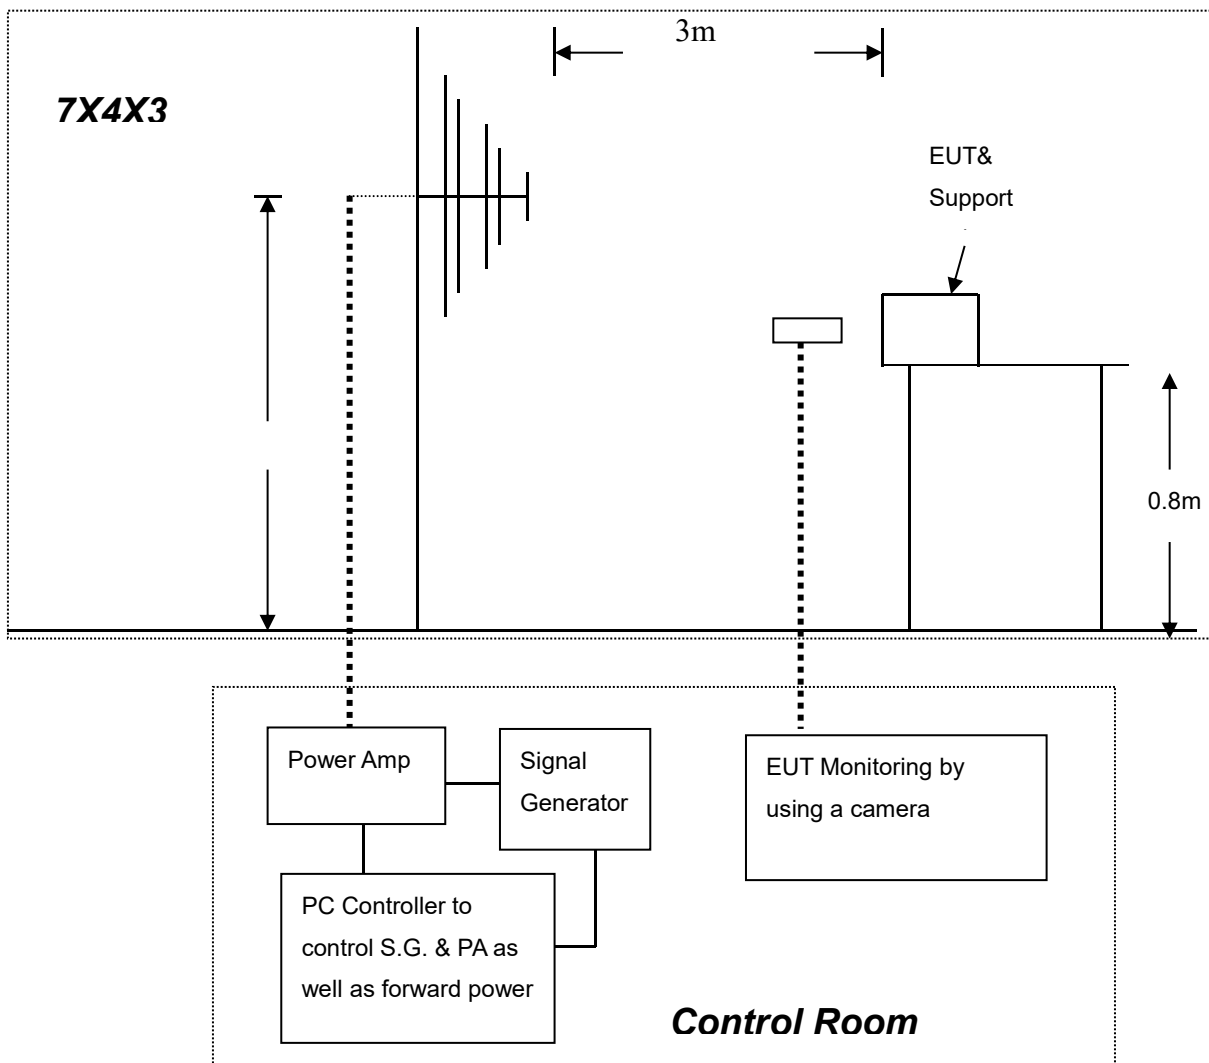 3m
7X4X3
EUT&
Support
0.8m
Power Amp
Signal
Generator
EUT Monitoring by
using a camera
PC Controller to
control S.G. & PA as
well as forward power
Control Room